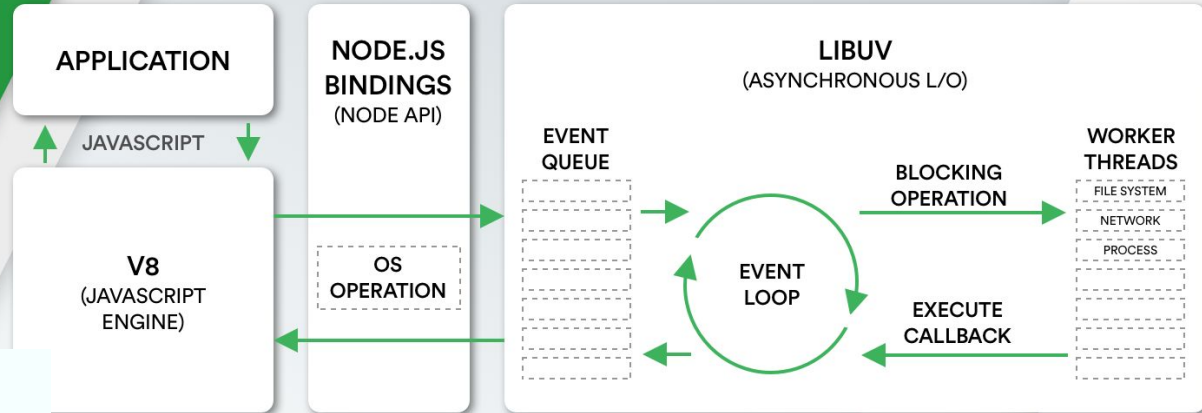 APPLICATION
JAVASCRIPT
V8
(JAVASCRIPT
ENGINE)
NODE.JS
BINDINGS
(NODE API)
OS
OPERATION
LIBUV
(ASYNCHRONOUS L/O)
EVENT
QUEUE
EVENT
LOOP
BLOCKING
OPERATION
EXECUTE
CALLBACK
WORKER
THREADS
FILE SYSTEM
NETWORK
PROCESS